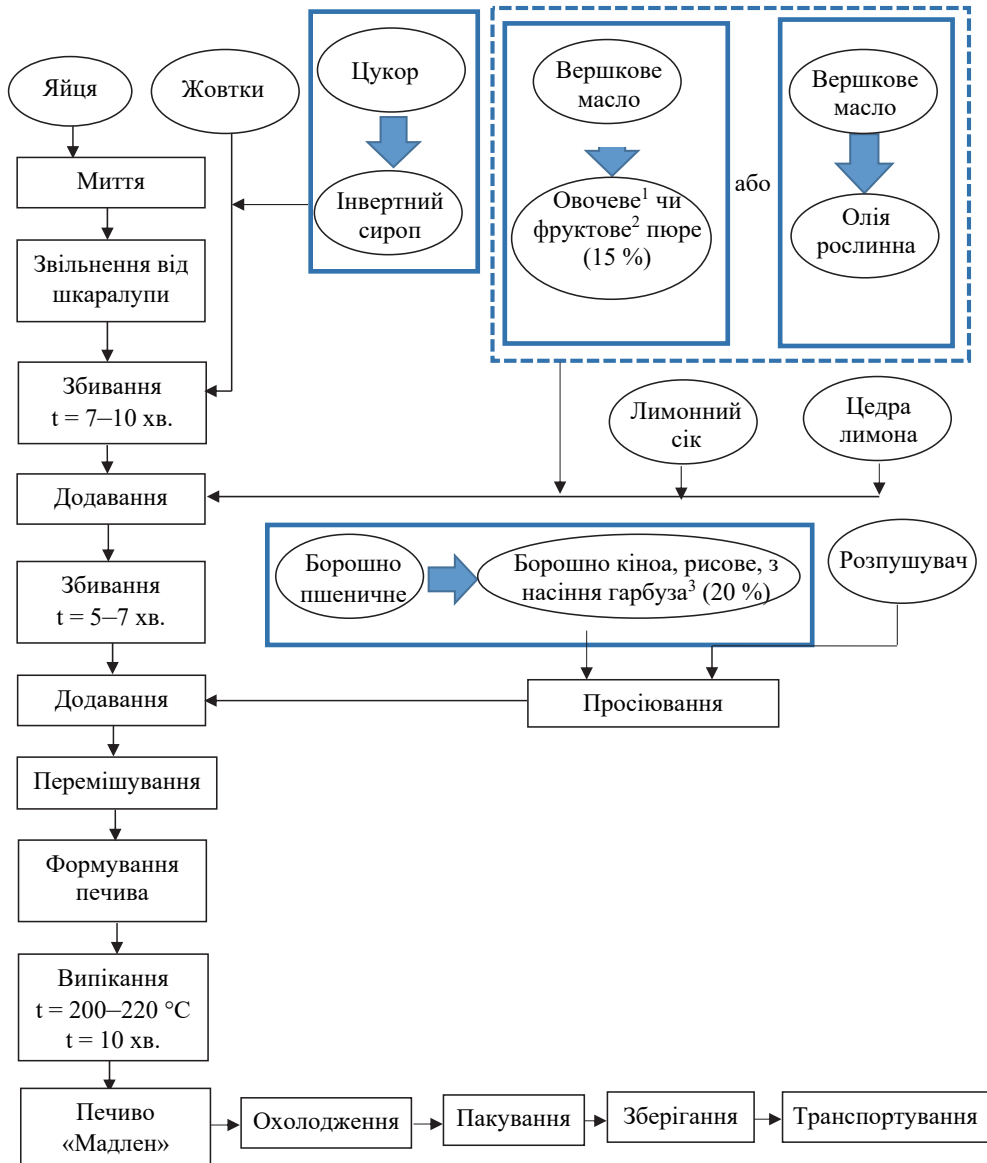 Яйця
Жовтки
Цукор
Вершкове
масло
Вершкове
масло
Миття
Інвертний
сироп
Овочеве¹ чи
фруктове² пюре
(15 %)
або
Олія
рослинна
Звільнення від
шкаралупи
Збивання
t = 7–10 хв.
Лимонний
сік
Цедра
лимона
Додавання
Борошно
пшеничне
Борошно кіноа, рисове, з
насіння гарбуза³ (20 %)
Розпушувач
Збивання
t = 5–7 хв.
Додавання
Просіювання
Перемішування
Формування
печива
Випікання
t = 200–220 °C
t = 10 хв.
Печиво
«Мадлен»
Охолодження
Пакування
Зберігання
Транспортування